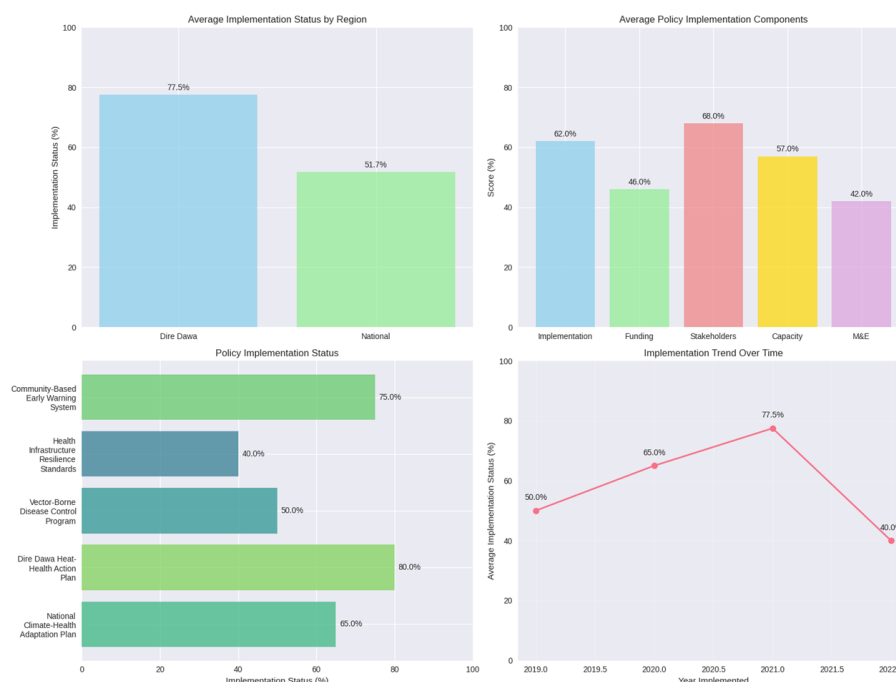 Average Implementation Status by Region
100
80
60
40
20
0
Implementation Status (%)
77.5%
51.7%
Dire Dawa
National
Average Policy Implementation Components
100
80
60
40
20
0
Score (%)
62.0%
46.0%
68.0%
57.0%
42.0%
Implementation
Funding
Stakeholders
Capacity
M&E
Policy Implementation Status
Community-Based
Early Warning
System
75.0%
Health
Infrastructure
Resilience
Standards
40.0%
Vector-Borne
Disease Control
Program
50.0%
Dire Dawa Heat-
Health Action
Plan
80.0%
National
Climate-Health
Adaptation Plan
65.0%
0
20
40
60
80
100
Implementation Status (%)
Implementation Trend Over Time
100
80
60
40
20
0
Average Implementation Status (%)
50.0%
65.0%
77.5%
40.0
2019.0
2019.5
2020.0
2020.5
2021.0
2021.5
2022
Year Implemented